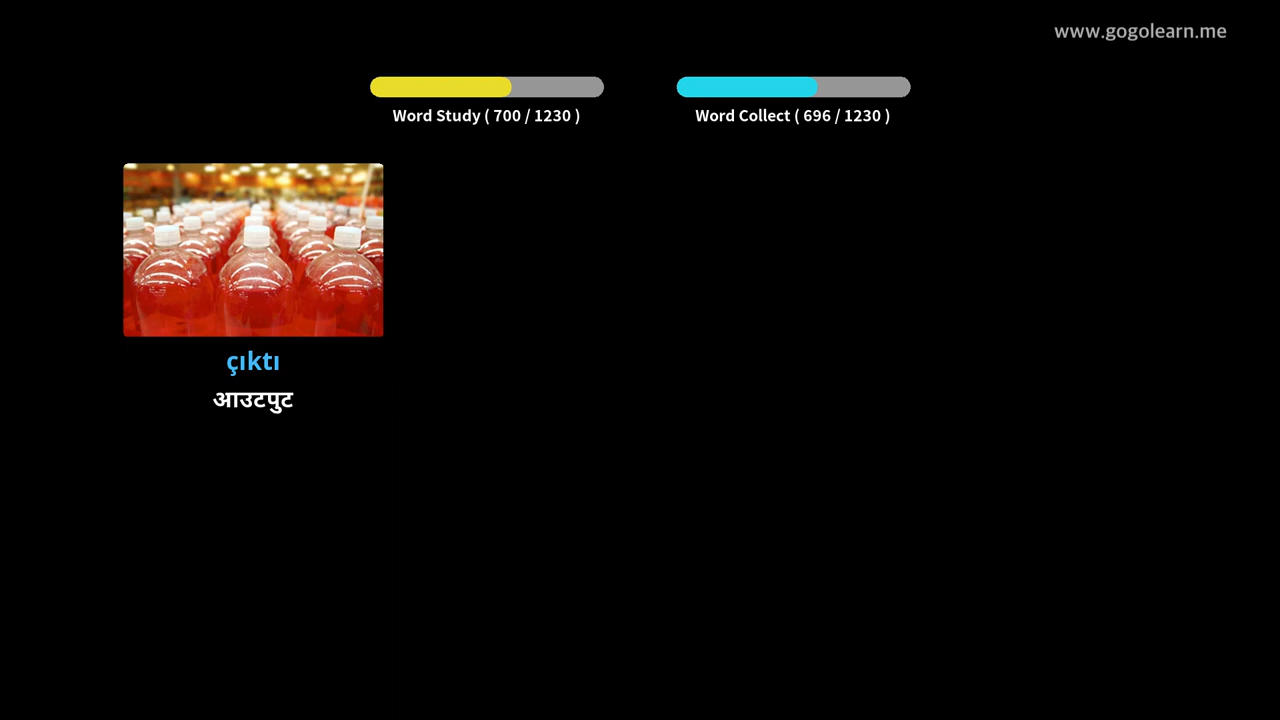 www.gogolearn.me
Word Study ( 700 / 1230 )
Word Collect ( 696 / 1230 )
çıktı
आउटपुट